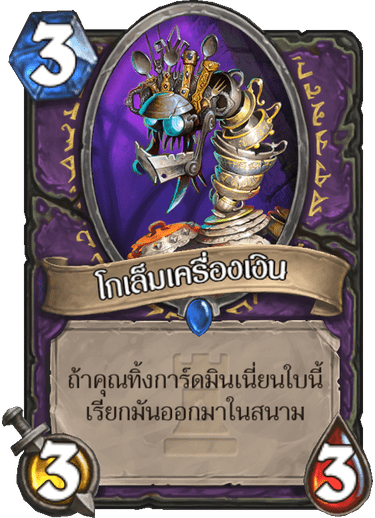 3
โกเล็มเครื่องเงิน
ถ้าคุณทิ้งการ์ดมินเนี่ยนใบนี้
เรียกมันออกมาในสนาม
3
3